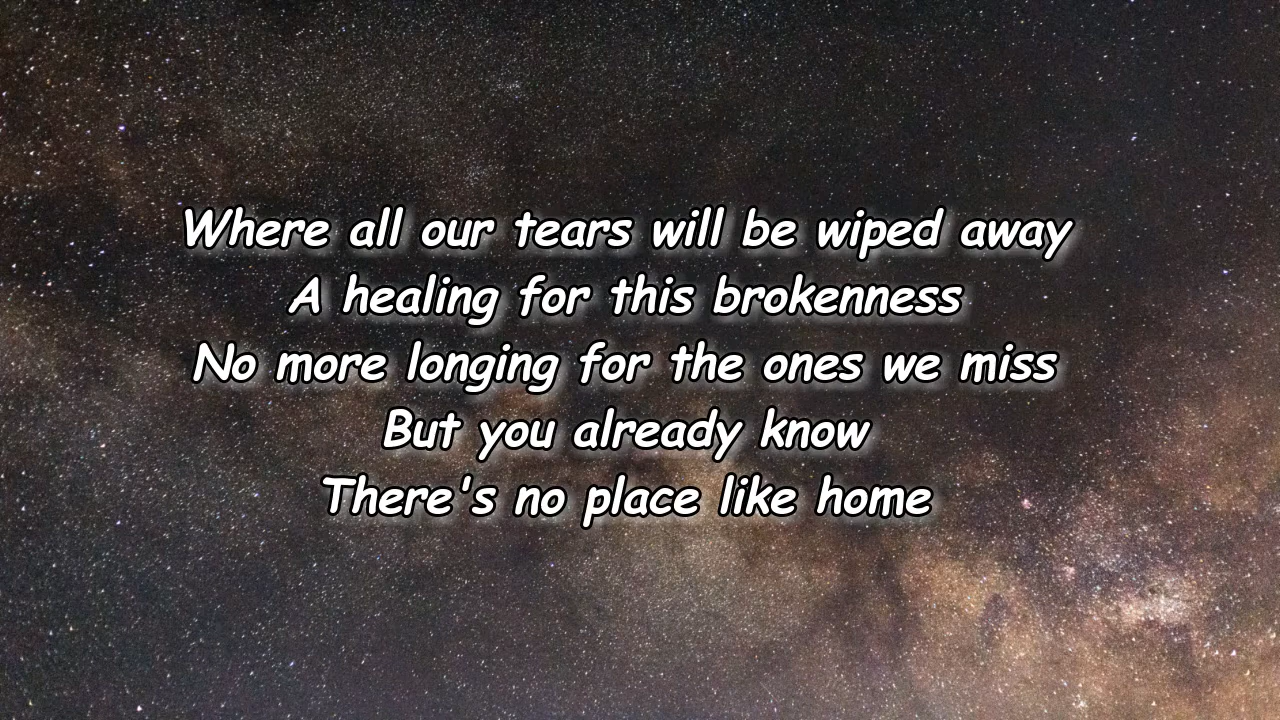 Where all our tears will be wiped away
A healing for this brokenness
No more longing for the ones we miss
But you already know
There's no place like home